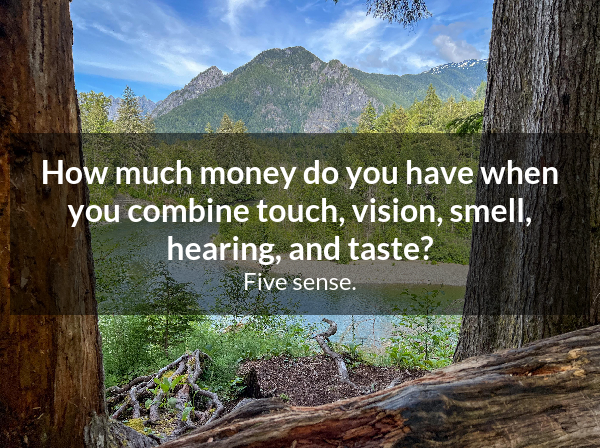 How much money do you have when
you combine touch, vision, smell,
hearing, and taste?
Five sense.